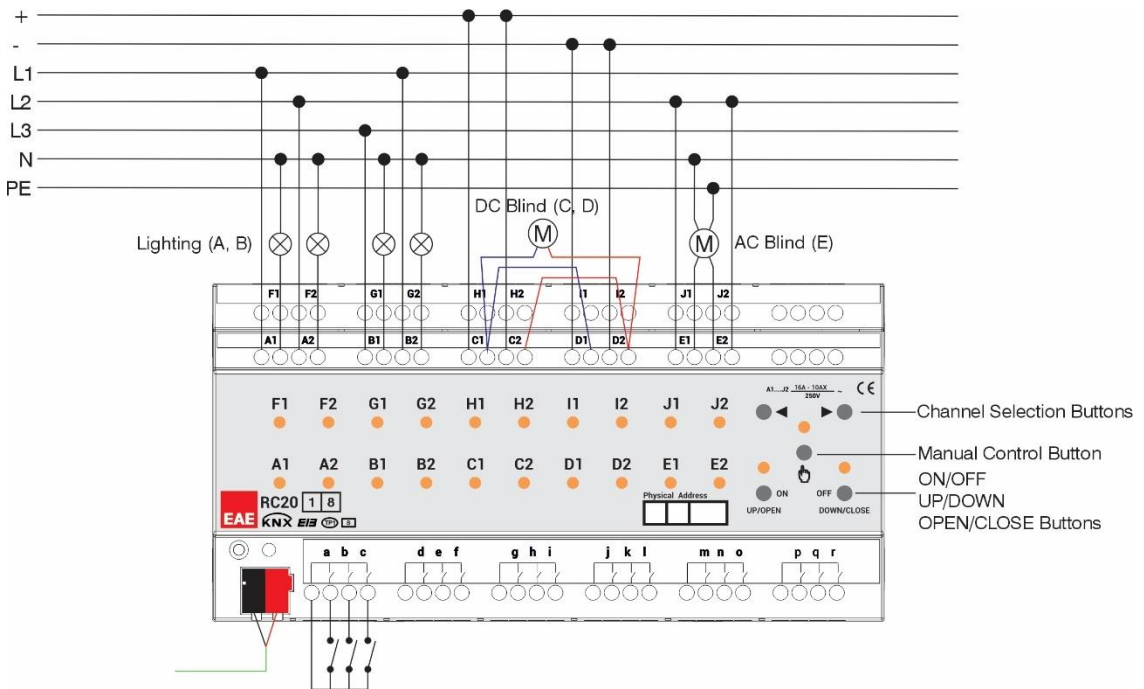 +
-
L1
L2
L3
N
PE
DC Blind (C, D)
Lighting (A, B)
M
M
AC Blind (E)
F1 F2 G1 G2 H1 H2 I1 I2 J1 J2
A1 A2 B1 B2 C1 C2 D1 D2 E1 E2
A1....J2 16A - 10AX ~
250V
CE
F1 F2 G1 G2 H1 H2 I1 I2 J1 J2
Channel Selection Buttons
Manual Control Button
A1 A2 B1 B2 C1 C2 D1 D2 E1 E2
ON/OFF
UP/DOWN
OPEN/CLOSE Buttons
EAE
RC20 1 8
KNX EIB TP1 S
Physical Address
ON OFF
UP/OPEN DOWN/CLOSE
a b c d e f g h i j k l m n o p q r